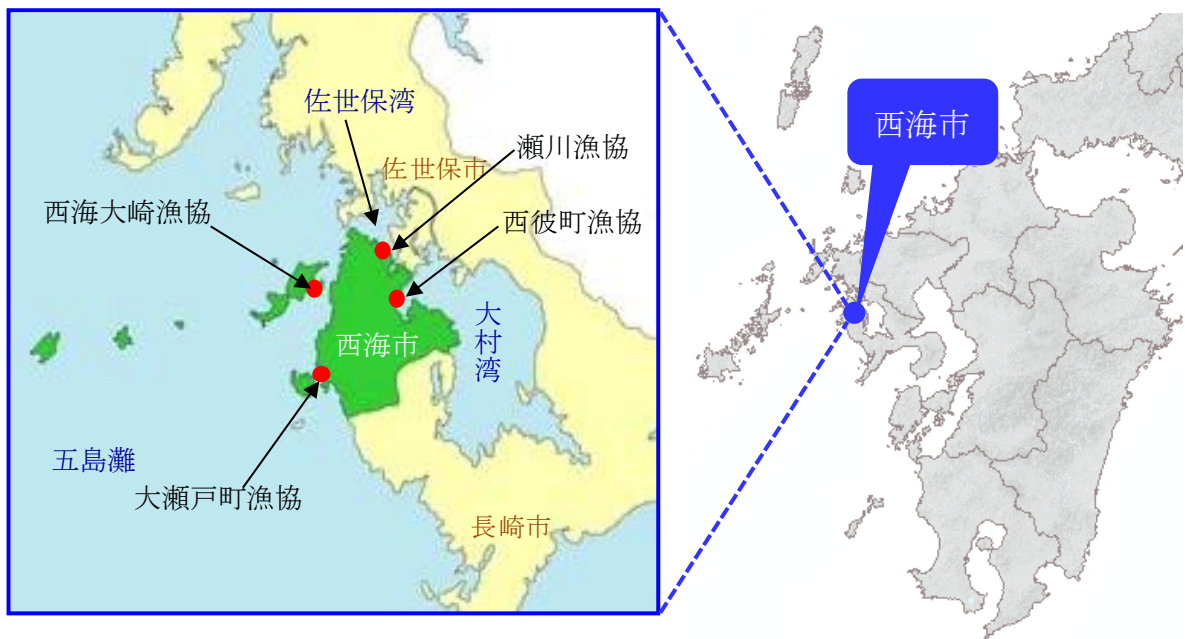 佐世保湾
瀬川漁協
佐世保市
西海大崎漁協
西彼町漁協
大村湾
西海市
五島灘
大瀬戸町漁協
長崎市
西海市